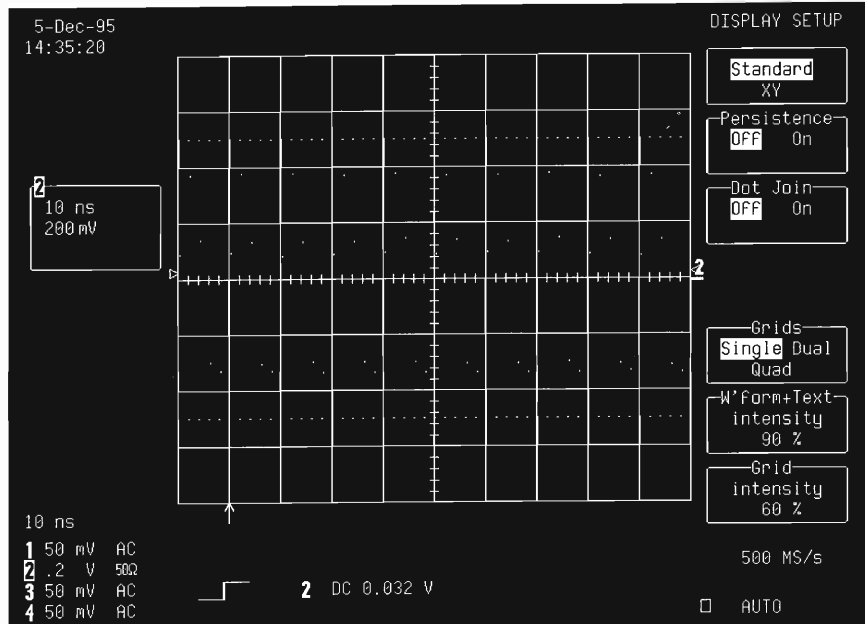 5-Dec-95
14:35:20
DISPLAY SETUP
Standard
XY
Persistence
Off On
Dot Join
Off On
2
10 ns
200 mV
2
Grids
Single Dual
Quad
W'form+Text
intensity
90 %
Grid
intensity
60 %
10 ns
1 50 mV AC
2 .2 V 50Ω
3 50 mV AC
4 50 mV AC
2 DC 0.032 V
500 MS/s
AUTO